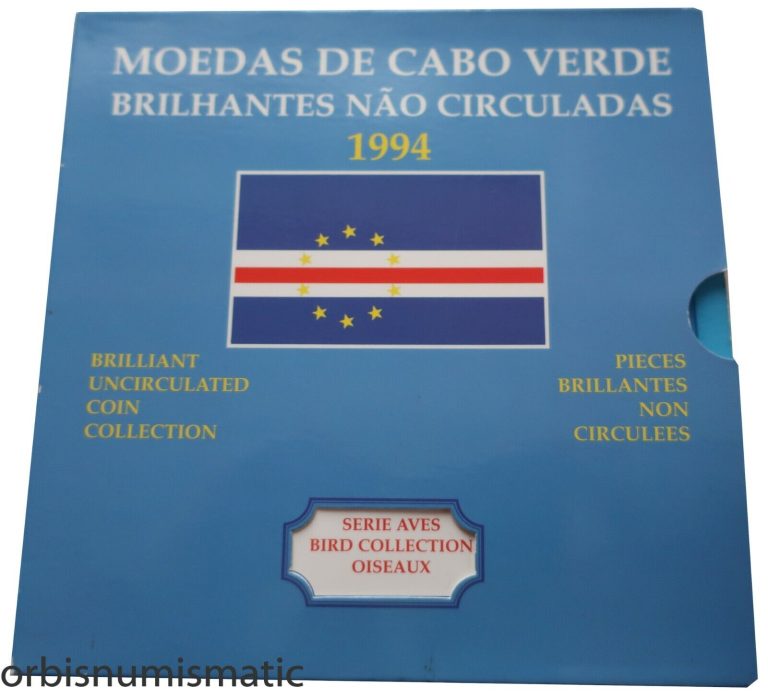 MOEDAS DE CABO VERDE
BRILHANTES NÃO CIRCULADAS
1994
BRILLIANT
UNCIRCULATED
COIN
COLLECTION
PIECES
BRILLANTES
NON
CIRCULEES
SERIE AVES
BIRD COLLECTION
OISEAUX
orbisnumismatic